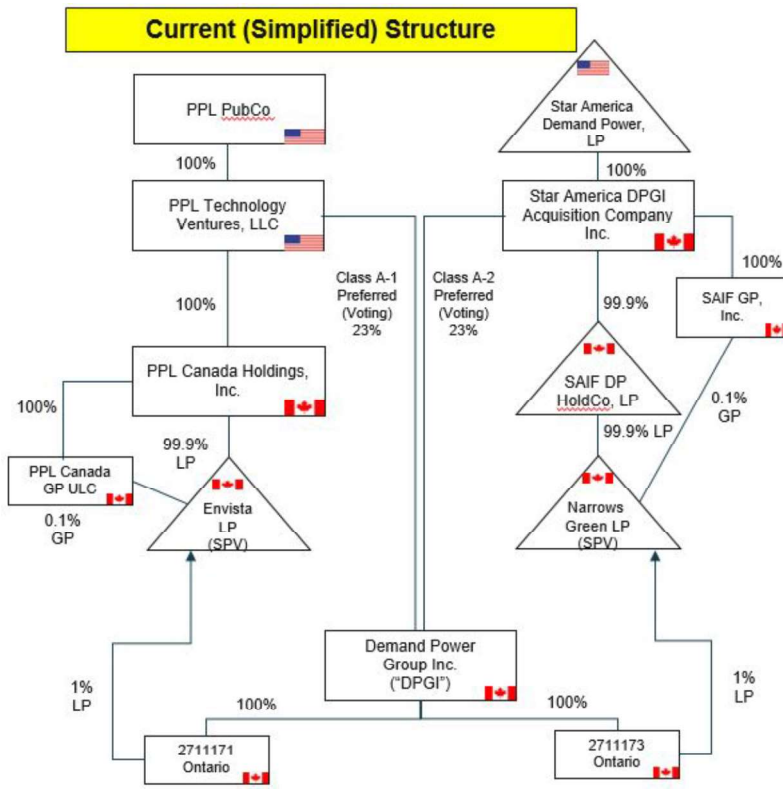 Current (Simplified) Structure
PPL PubCo
100%
PPL Technology
Ventures, LLC
100%
PPL Canada Holdings,
Inc.
100%
99.9%
LP
PPL Canada
GP ULC
0.1%
GP
Envista
LP
(SPV)
Class A-1
Preferred
(Voting)
23%
Class A-2
Preferred
(Voting)
23%
Star America
Demand Power,
LP
100%
Star America DPGI
Acquisition Company
Inc.
100%
SAIF GP,
Inc.
99.9%
SAIF DP
HoldCo, LP
0.1%
GP
99.9% LP
Narrows
Green LP
(SPV)
Demand Power
Group Inc.
("DPGI")
1%
LP
100%
100%
1%
LP
2711171
Ontario
2711173
Ontario